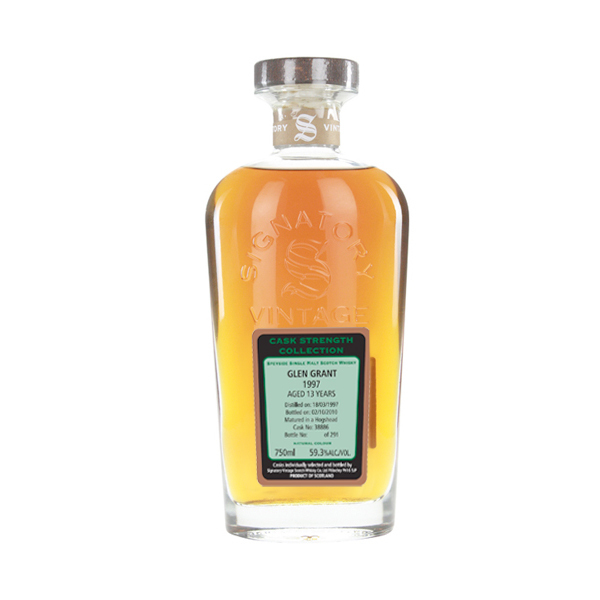 TORY S VINT
SIGNATORY
S
VINTAGE
CASK STRENGTH
COLLECTION
SPEYSIDE SINGLE MALT SCOTCH WHISKY
GLEN GRANT
1997
AGED 13 YEARS
Distilled on: 18/03/1997
Bottled on: 02/10/2010
Matured in a Hogshead
Cask No: 38886
Bottle No: of 291
NATURAL COLOUR
750ml 59.3%ALC/VOL
Casks individually selected and bottled by
Signatory Vintage Scotch Whisky Co. Ltd Pitlochry PH16 5JP
PRODUCT OF SCOTLAND